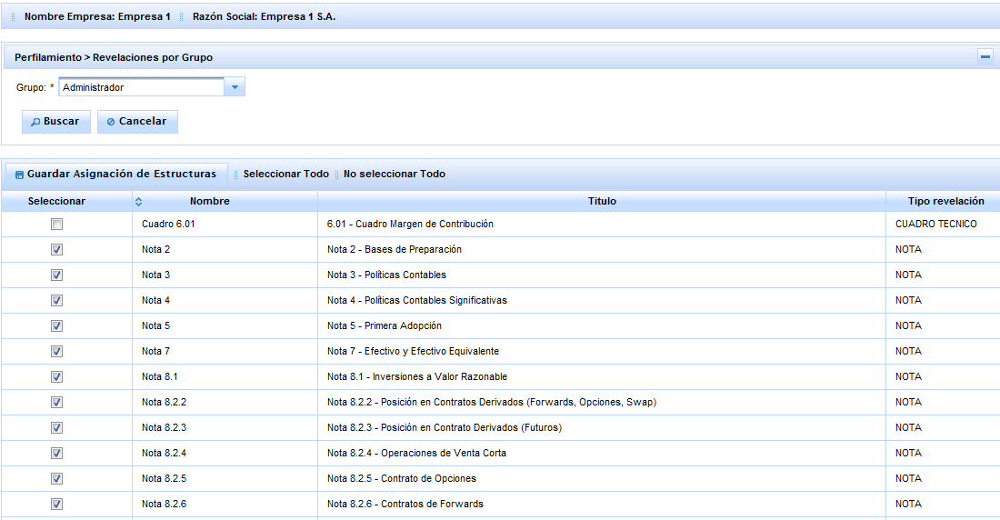 Nombre Empresa: Empresa 1 Razón Social: Empresa 1 S.A.
Perfilamiento > Revelaciones por Grupo
Grupo: * Administrador
Buscar Cancelar
Guardar Asignación de Estructuras Seleccionar Todo No seleccionar Todo
Seleccionar Nombre Titulo Tipo revelación
Cuadro 6.01 6.01 - Cuadro Margen de Contribución CUADRO TECNICO
Nota 2 Nota 2 - Bases de Preparación NOTA
Nota 3 Nota 3 - Políticas Contables NOTA
Nota 4 Nota 4 - Políticas Contables Significativas NOTA
Nota 5 Nota 5 - Primera Adopción NOTA
Nota 7 Nota 7 - Efectivo y Efectivo Equivalente NOTA
Nota 8.1 Nota 8.1 - Inversiones a Valor Razonable NOTA
Nota 8.2.2 Nota 8.2.2 - Posición en Contratos Derivados (Forwards, Opciones, Swap) NOTA
Nota 8.2.3 Nota 8.2.3 - Posición en Contrato Derivados (Futuros) NOTA
Nota 8.2.4 Nota 8.2.4 - Operaciones de Venta Corta NOTA
Nota 8.2.5 Nota 8.2.5 - Contrato de Opciones NOTA
Nota 8.2.6 Nota 8.2.6 - Contratos de Forwards NOTA